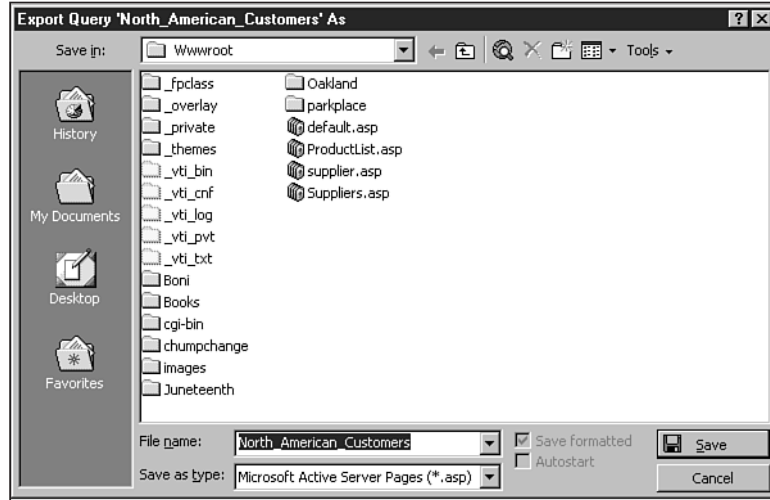 Export Query 'North_American_Customers' As
Save in:
Wwwroot
Tools
History
My Documents
Desktop
Favorites
_fpclass
_overlay
_private
_themes
_vti_bin
_vti_cnf
_vti_log
_vti_pvt
_vti_txt
Boni
Books
cgi-bin
chumpchange
images
Juneteenth
Oakland
parkplace
default.asp
ProductList.asp
supplier.asp
Suppliers.asp
File name:
North_American_Customers
Save formatted
Save
Save as type:
Microsoft Active Server Pages (*.asp)
Autostart
Cancel